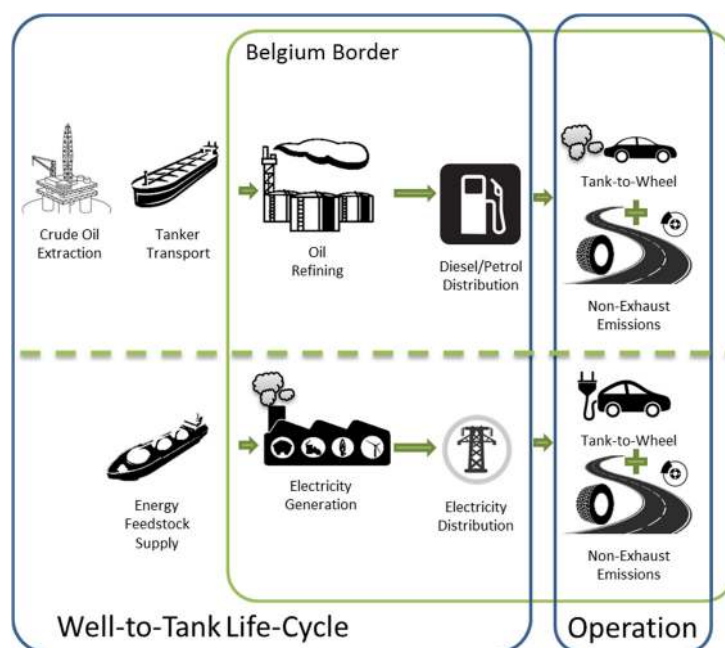 Belgium Border
Crude Oil
Extraction
Tanker
Transport
Oil
Refining
Diesel/Petrol
Distribution
Tank-to-Wheel
Non-Exhaust
Emissions
Energy
Feedstock
Supply
Electricity
Generation
Electricity
Distribution
Tank-to-Wheel
Non-Exhaust
Emissions
Well-to-Tank Life-Cycle
Operation